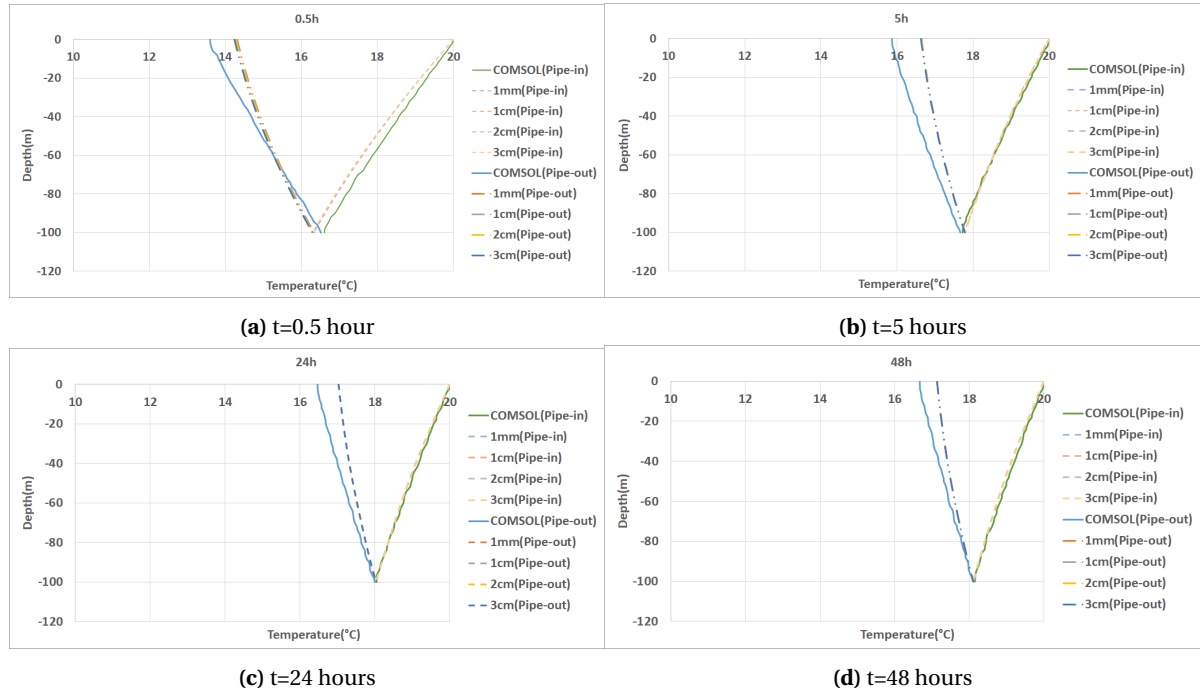 0.5h
10 12 14 16 18 20
0
-20
-40
-60
-80
-100
-120
Depth(m)
Temperature(°C)
COMSOL(Pipe-in)
1mm(Pipe-in)
1cm(Pipe-in)
2cm(Pipe-in)
3cm(Pipe-in)
COMSOL(Pipe-out)
1mm(Pipe-out)
1cm(Pipe-out)
2cm(Pipe-out)
3cm(Pipe-out)
(a) t=0.5 hour
5h
10 12 14 16 18 20
0
-20
-40
-60
-80
-100
-120
Depth(m)
Temperature(°C)
COMSOL(Pipe-in)
1mm(Pipe-in)
1cm(Pipe-in)
2cm(Pipe-in)
3cm(Pipe-in)
COMSOL(Pipe-out)
1mm(Pipe-out)
1cm(Pipe-out)
2cm(Pipe-out)
3cm(Pipe-out)
(b) t=5 hours
24h
10 12 14 16 18 20
0
-20
-40
-60
-80
-100
-120
Depth(m)
Temperature(°C)
COMSOL(Pipe-in)
1mm(Pipe-in)
1cm(Pipe-in)
2cm(Pipe-in)
3cm(Pipe-in)
COMSOL(Pipe-out)
1mm(Pipe-out)
1cm(Pipe-out)
2cm(Pipe-out)
3cm(Pipe-out)
(c) t=24 hours
48h
10 12 14 16 18 20
0
-20
-40
-60
-80
-100
-120
Depth(m)
Temperature(°C)
COMSOL(Pipe-in)
1mm(Pipe-in)
1cm(Pipe-in)
2cm(Pipe-in)
3cm(Pipe-in)
COMSOL(Pipe-out)
1mm(Pipe-out)
1cm(Pipe-out)
2cm(Pipe-out)
3cm(Pipe-out)
(d) t=48 hours